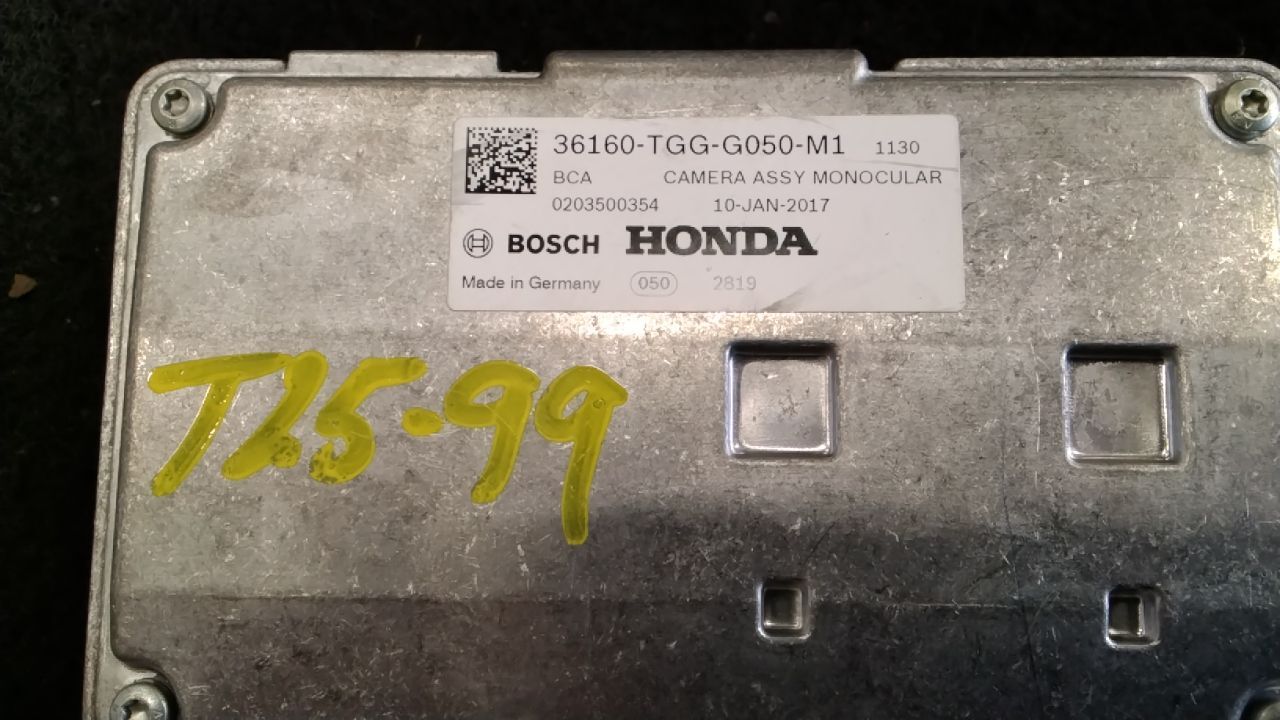 36160-TGG-G050-M1 1130
BCA CAMERA ASSY MONOCULAR
0203500354 10-JAN-2017
BOSCH HONDA
Made in Germany 050 2819
T25-99